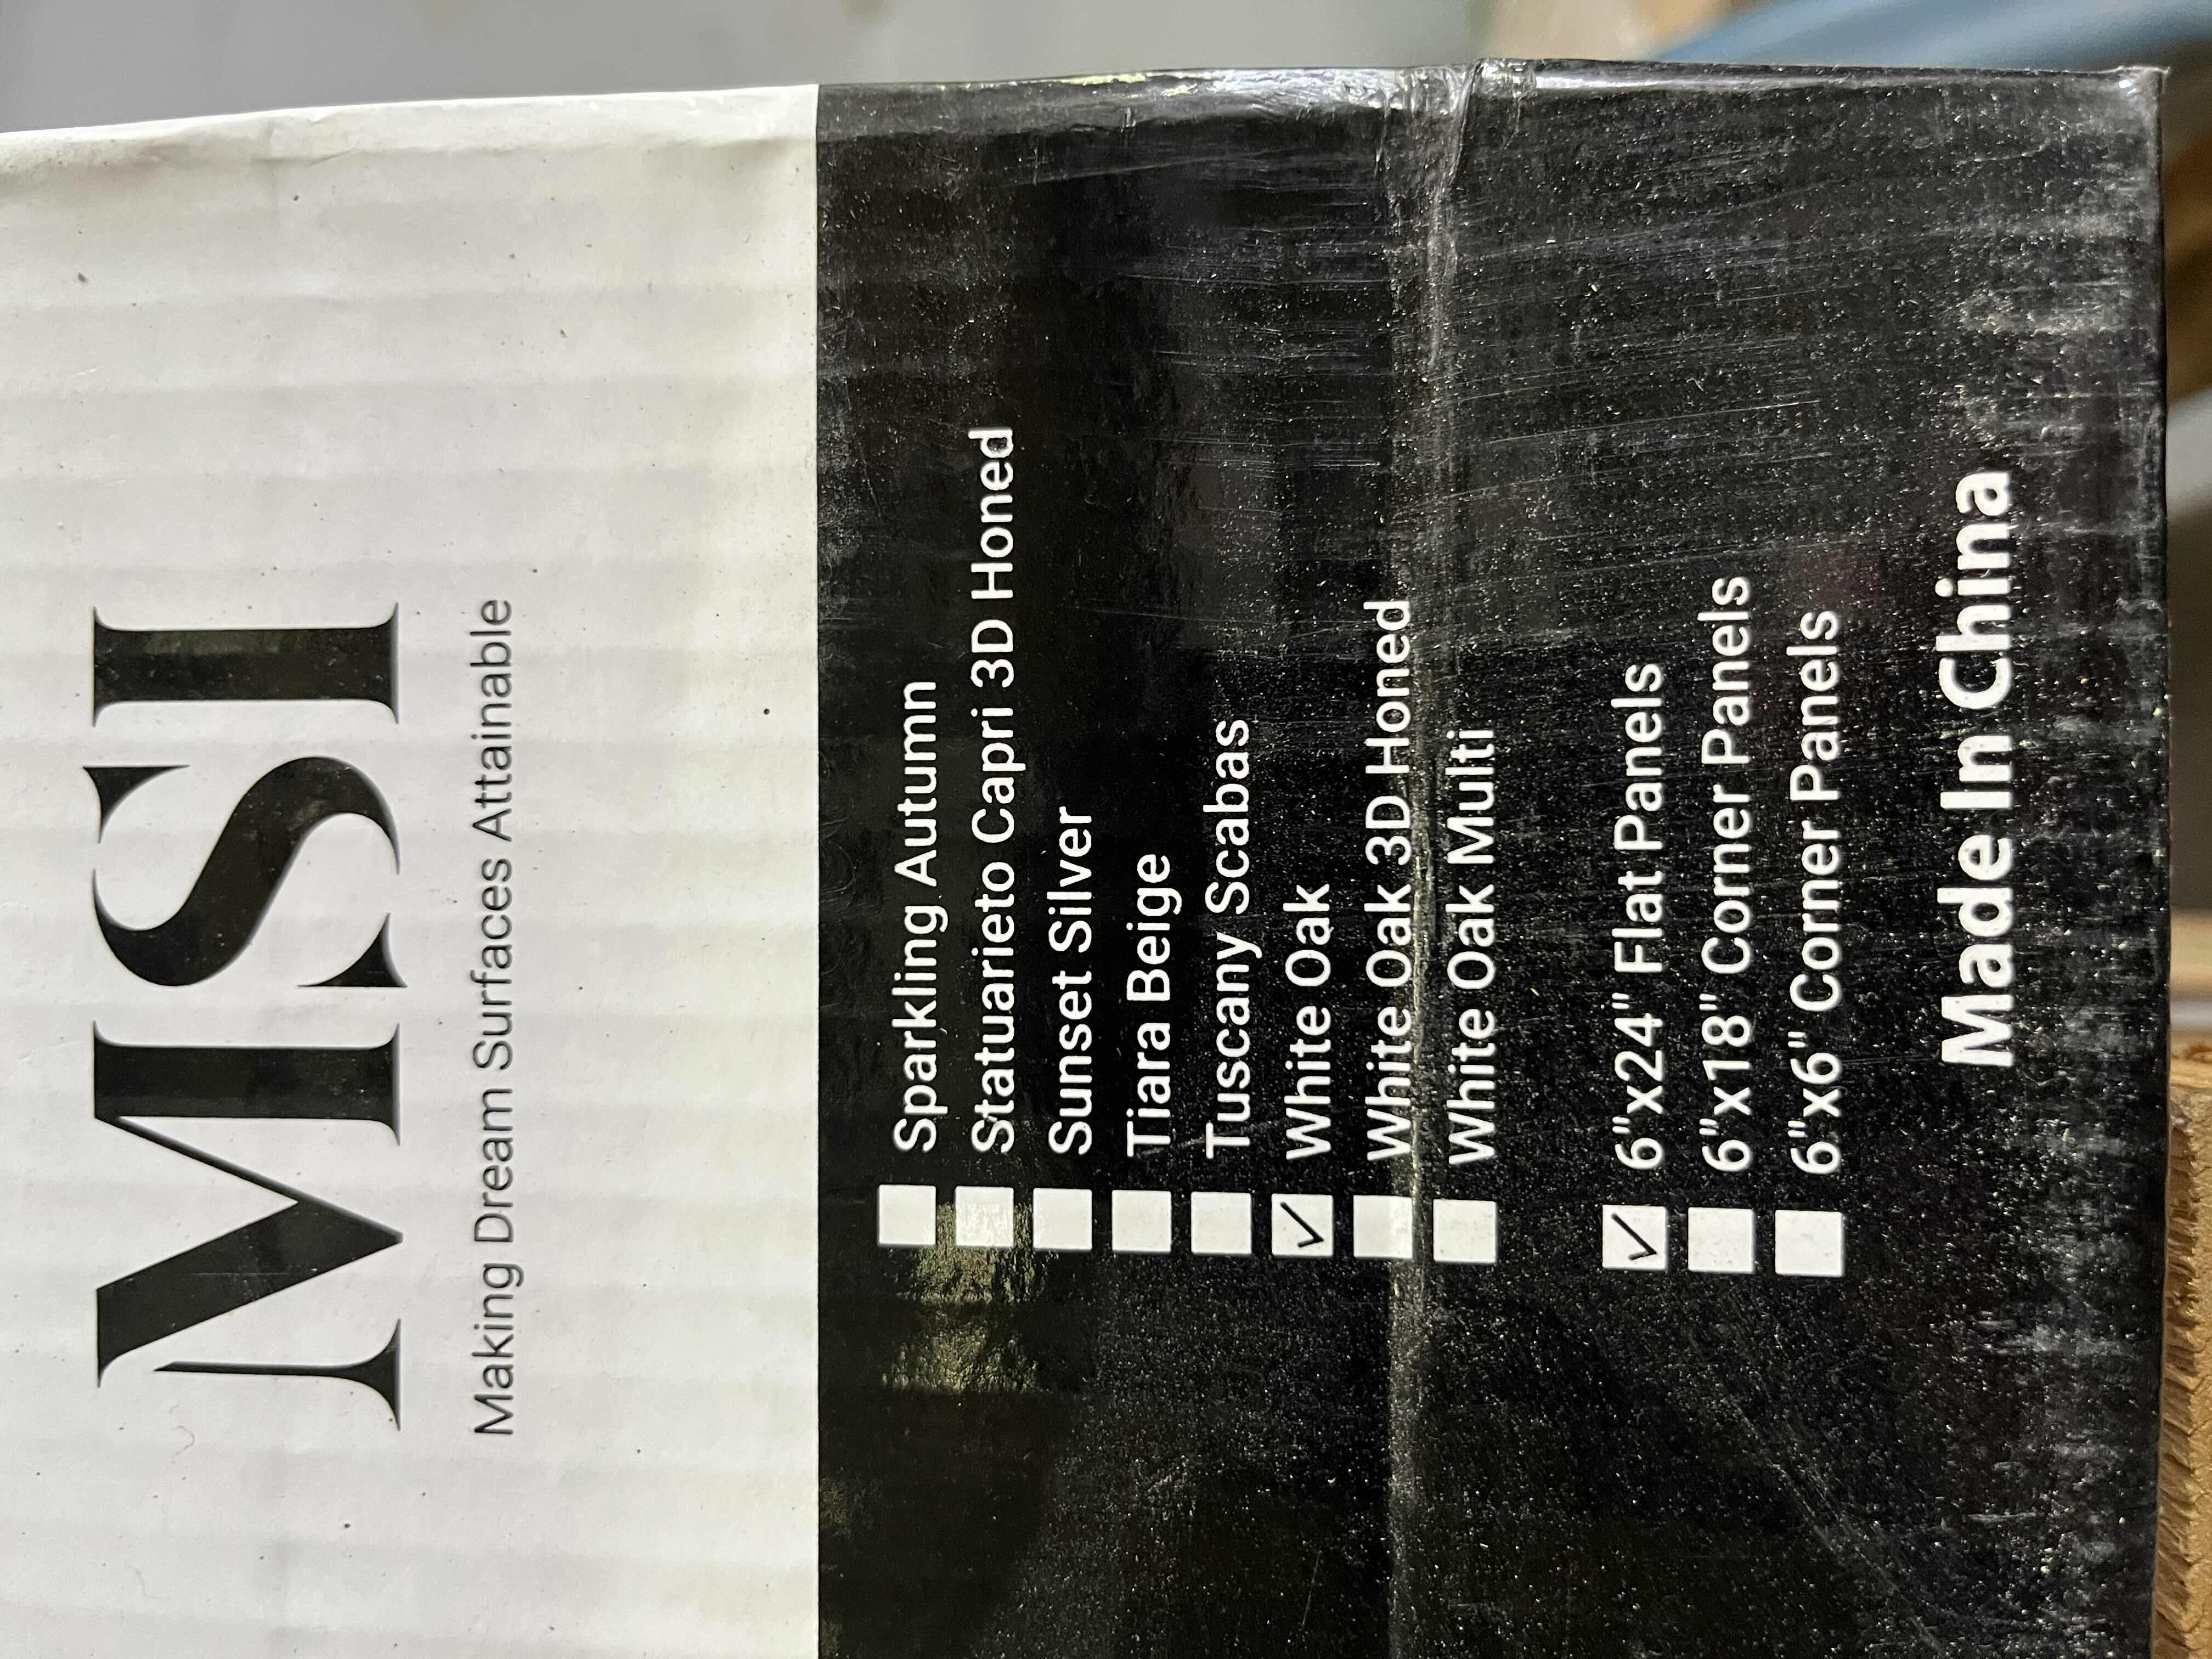 MSI
Making Dream Surfaces Attainable
Sparkling Autumn
Statuarieto Capri 3D Honed
Sunset Silver
Tiara Beige
Tuscany Scabas
White Oak
White Oak 3D Honed
White Oak Multi
6"x24" Flat Panels
6"x18" Corner Panels
6"x6" Corner Panels
Made In China